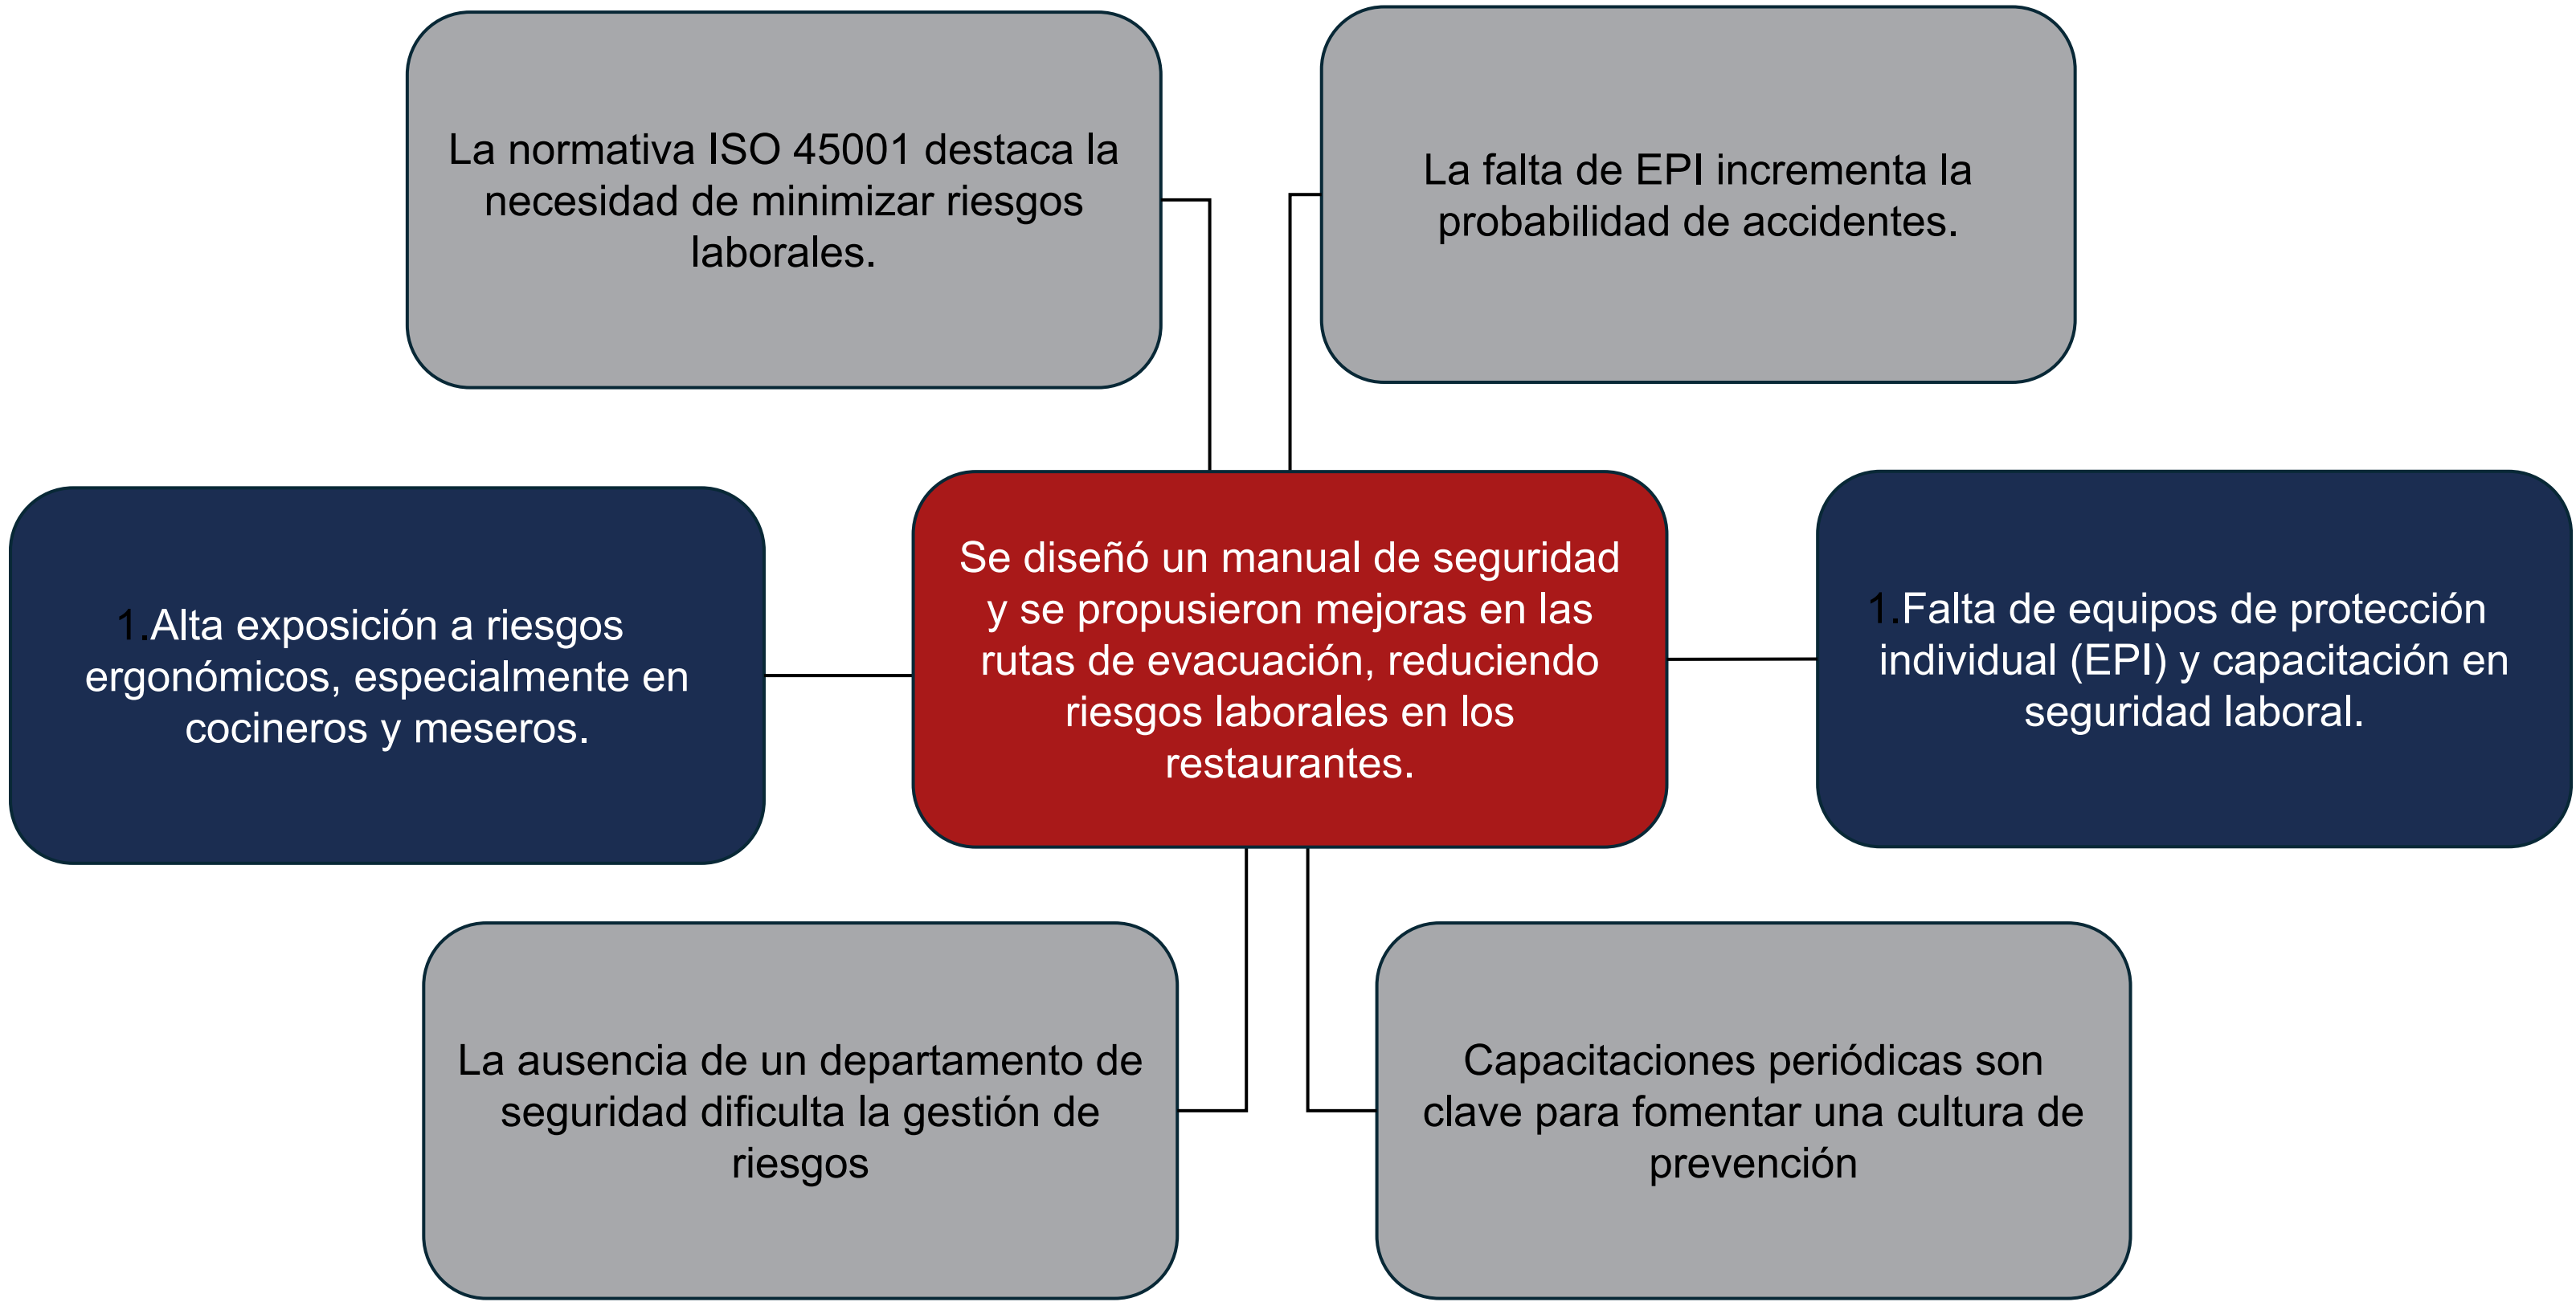 La normativa ISO 45001 destaca la
necesidad de minimizar riesgos
laborales.
La falta de EPI incrementa la
probabilidad de accidentes.
1.Alta exposición a riesgos
ergonómicos, especialmente en
cocineros y meseros.
Se diseñó un manual de seguridad
y se propusieron mejoras en las
rutas de evacuación, reduciendo
riesgos laborales en los
restaurantes.
1.Falta de equipos de protección
individual (EPI) y capacitación en
seguridad laboral.
La ausencia de un departamento de
seguridad dificulta la gestión de
riesgos
Capacitaciones periódicas son
clave para fomentar una cultura de
prevención